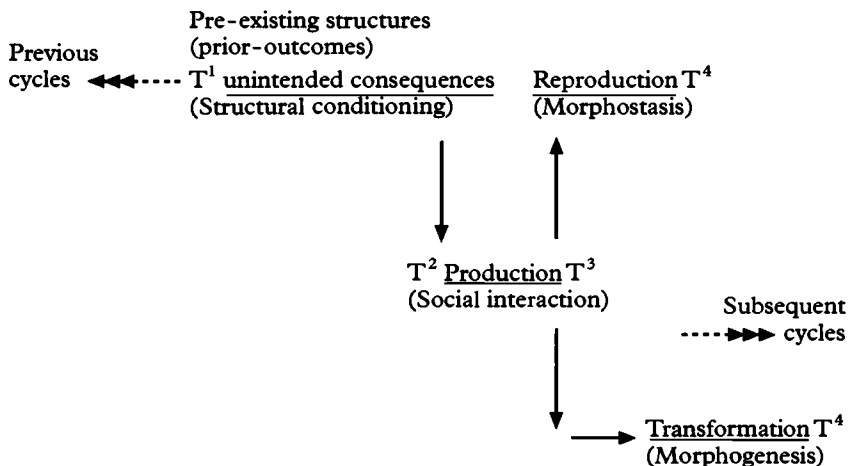 Pre-existing structures
(prior-outcomes)
Previous
cycles
T¹ unintended consequences
(Structural conditioning)
Reproduction T⁴
(Morphostasis)
T² Production T³
(Social interaction)
Subsequent
cycles
Transformation T⁴
(Morphogenesis)